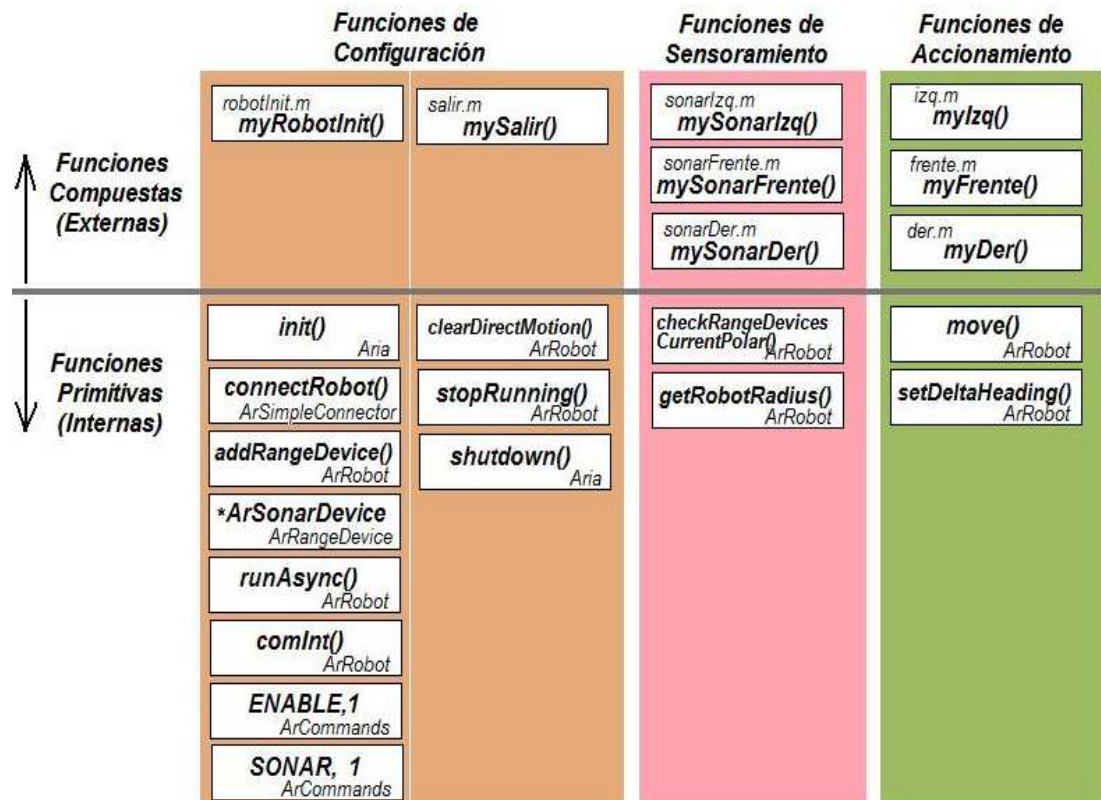 Funciones de
Configuración
Funciones de
Sensoramiento
Funciones de
Accionamiento
Funciones
Compuestas
(Externas)
robotInit.m
myRobotInit()
salir.m
mySalir()
sonarIzq.m
mySonarIzq()
sonarFrente.m
mySonarFrente()
sonarDer.m
mySonarDer()
izq.m
myIzq()
frente.m
myFrente()
der.m
myDer()
Funciones
Primitivas
(Internas)
init()
Aria
connectRobot()
ArSimpleConnector
addRangeDevice()
ArRobot
*ArSonarDevice
ArRangeDevice
runAsync()
ArRobot
comInt()
ArRobot
ENABLE,1
ArCommands
SONAR, 1
ArCommands
clearDirectMotion()
ArRobot
stopRunning()
ArRobot
shutdown()
Aria
checkRangeDevices
CurrentPolar()
ArRobot
getRobotRadius()
ArRobot
move()
ArRobot
setDeltaHeading()
ArRobot